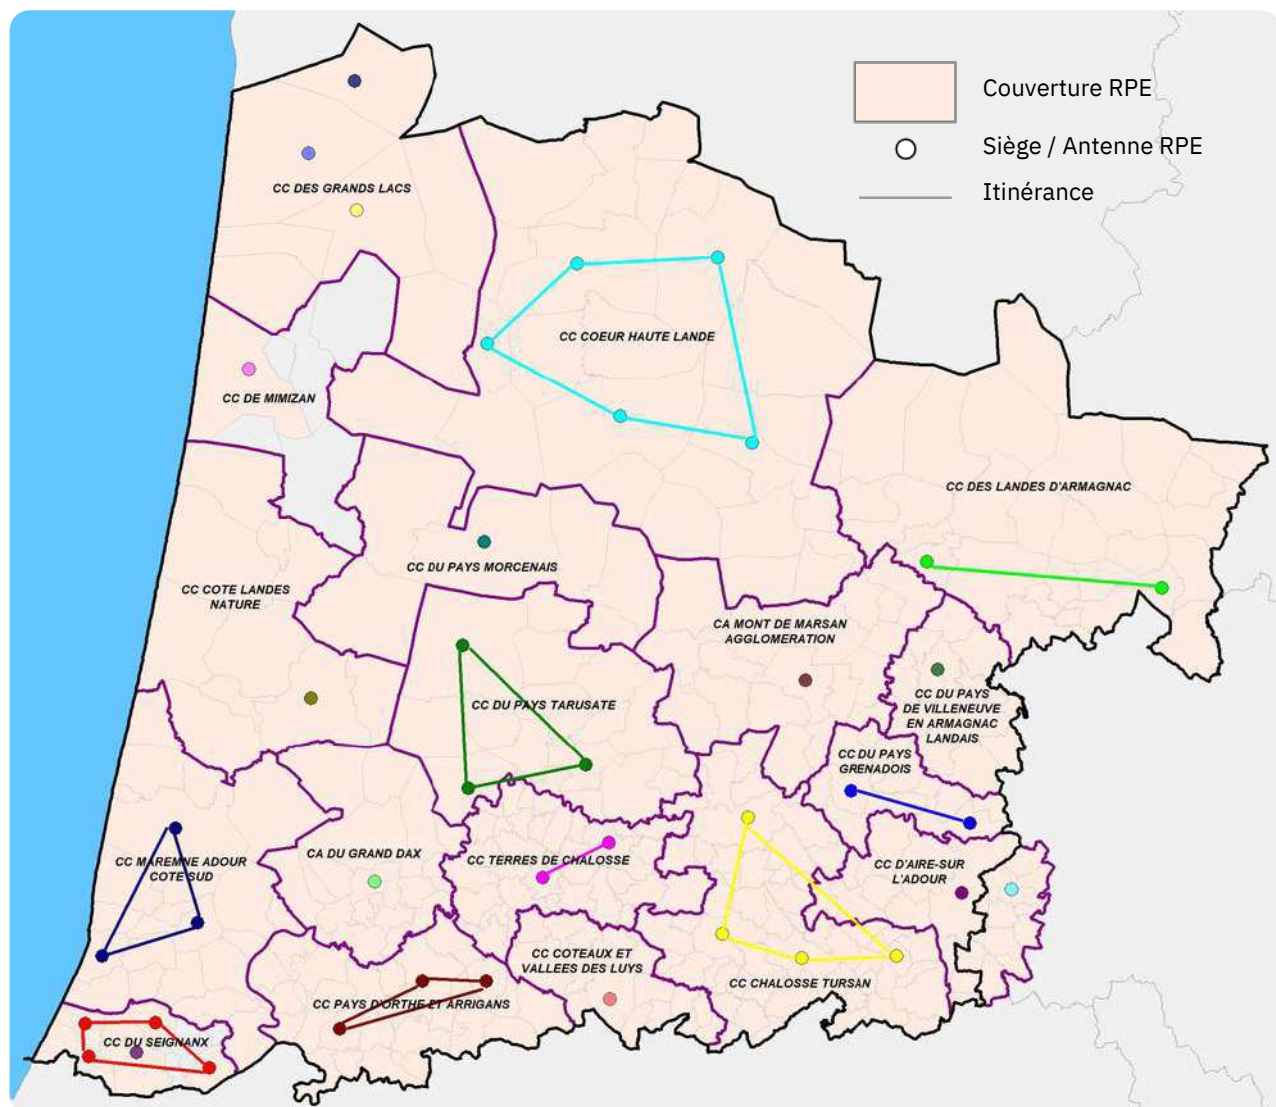 Couverture RPE
Siège / Antenne RPE
Itinérance
CC DES GRANDS LACS
CC COEUR HAUTE LANDE
CC DE MIMIZAN
CC DES LANDES D'ARMAGNAC
CC DU PAYS MORCENAIS
CC COTE LANDES
NATURE
CA MONT DE MARSAN
AGGLOMERATION
CC DU PAYS TARUSATE
CC DU PAYS
DE VILLENEUVE
EN ARMAGNAC
LANDAIS
CC DU PAYS
GRENADOIS
CC MAREMNE ADOUR
COTE SUD
CA DU GRAND DAX
CC TERRES DE CHALOSSE
CC D'AIRE-SUR
L'ADOUR
CC COTEAUX ET
VALLEES DES LUYS
CC CHALOSSE TURSAN
CC PAYS D'ORTHE ET ARRIGANS
CC DU SEIGNANX